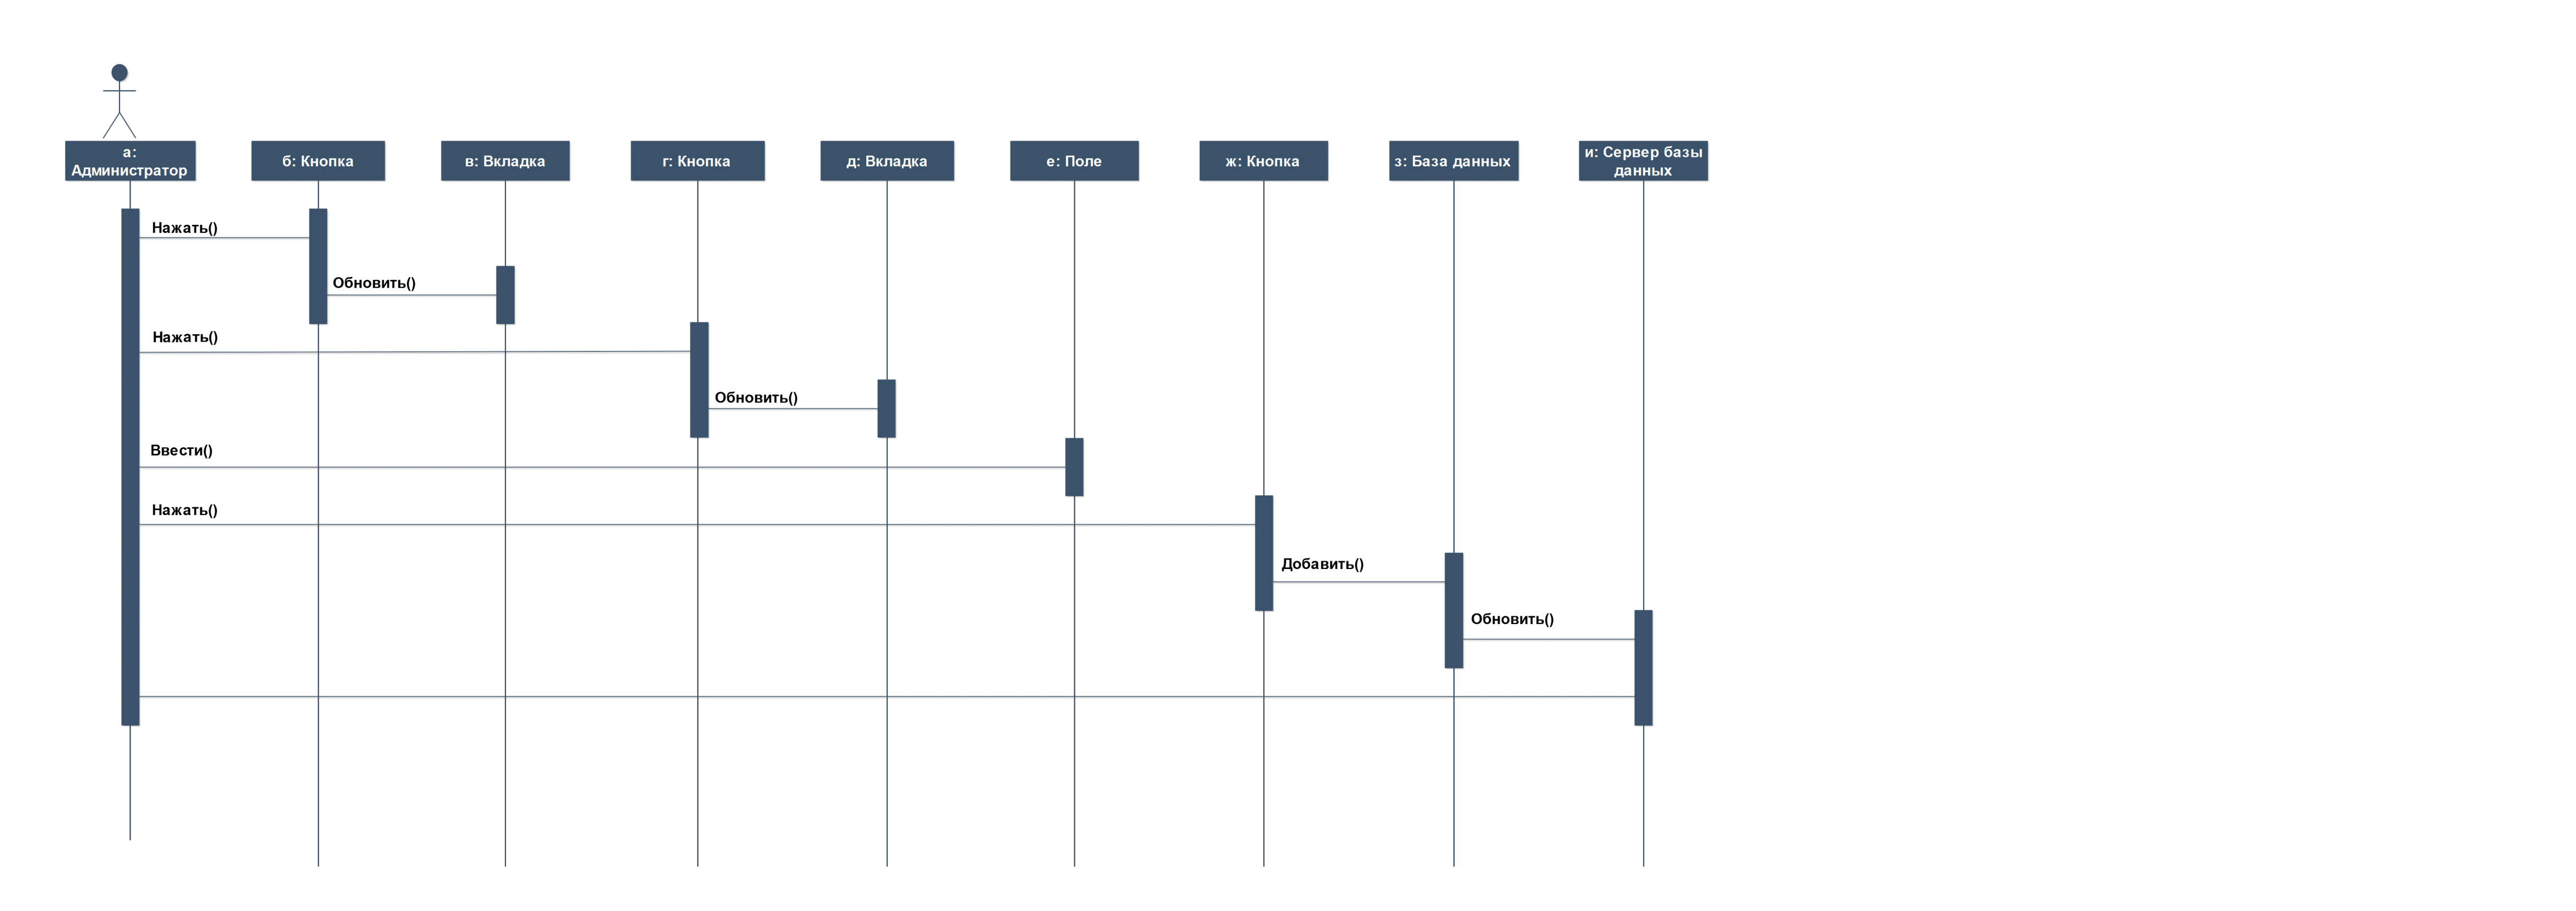 а:
Администратор
б: Кнопка
в: Вкладка
г: Кнопка
д: Вкладка
е: Поле
ж: Кнопка
з: База данных
и: Сервер базы
данных
Нажать()
Обновить()
Нажать()
Обновить()
Ввести()
Нажать()
Добавить()
Обновить()